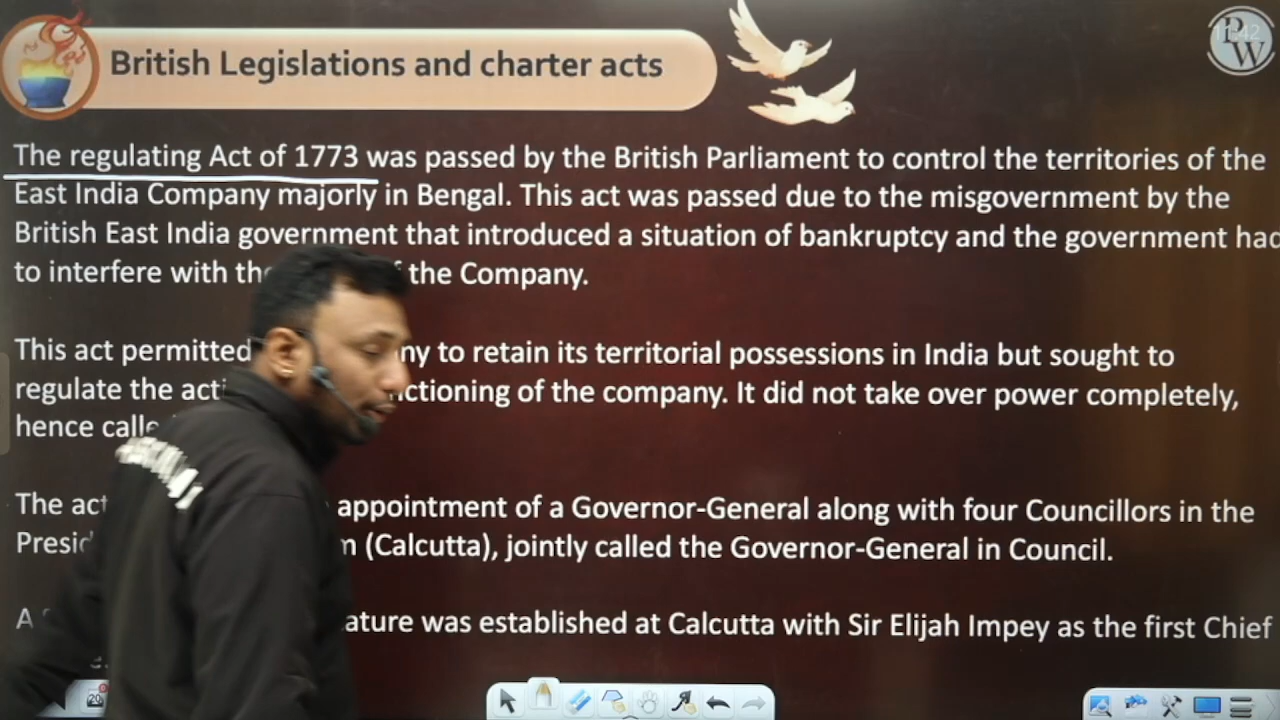 British Legislations and charter acts
PW
The regulating Act of 1773 was passed by the British Parliament to control the territories of the
East India Company majorly in Bengal. This act was passed due to the misgovernment by the
British East India government that introduced a situation of bankruptcy and the government had
to interfere with the of the Company.
This act permitted ny to retain its territorial possessions in India but sought to
regulate the acti nctioning of the company. It did not take over power completely,
hence calle
The act appointment of a Governor-General along with four Councillors in the
Presid m (Calcutta), jointly called the Governor-General in Council.
A ature was established at Calcutta with Sir Elijah Impey as the first Chief